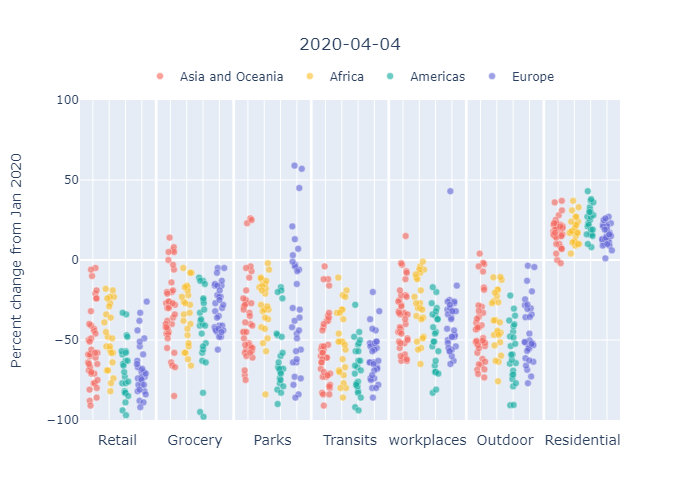 2020-04-04
Asia and Oceania Africa Americas Europe
Percent change from Jan 2020
100
50
0
−50
−100
Retail Grocery Parks Transits workplaces Outdoor Residential